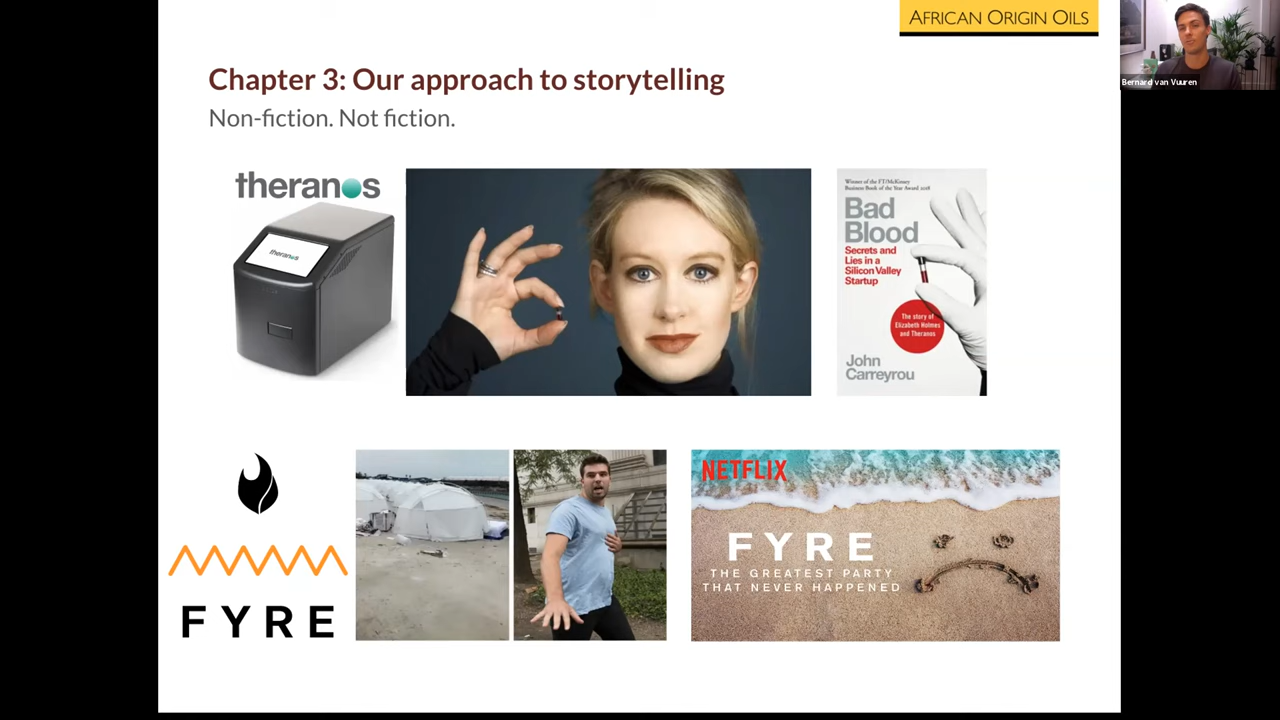 AFRICAN ORIGIN OILS
Bernard van Vuuren
Chapter 3: Our approach to storytelling
Non-fiction. Not fiction.
theranos
theranos
Winner of the FT/McKinsey
Business Book of the Year Award 2018
Bad
Blood
Secrets and
Lies in a
Silicon Valley
Startup
The story of
Elizabeth Holmes
and Theranos
John
Carreyrou
FYRE
NETFLIX
FYRE
THE GREATEST PARTY
THAT NEVER HAPPENED